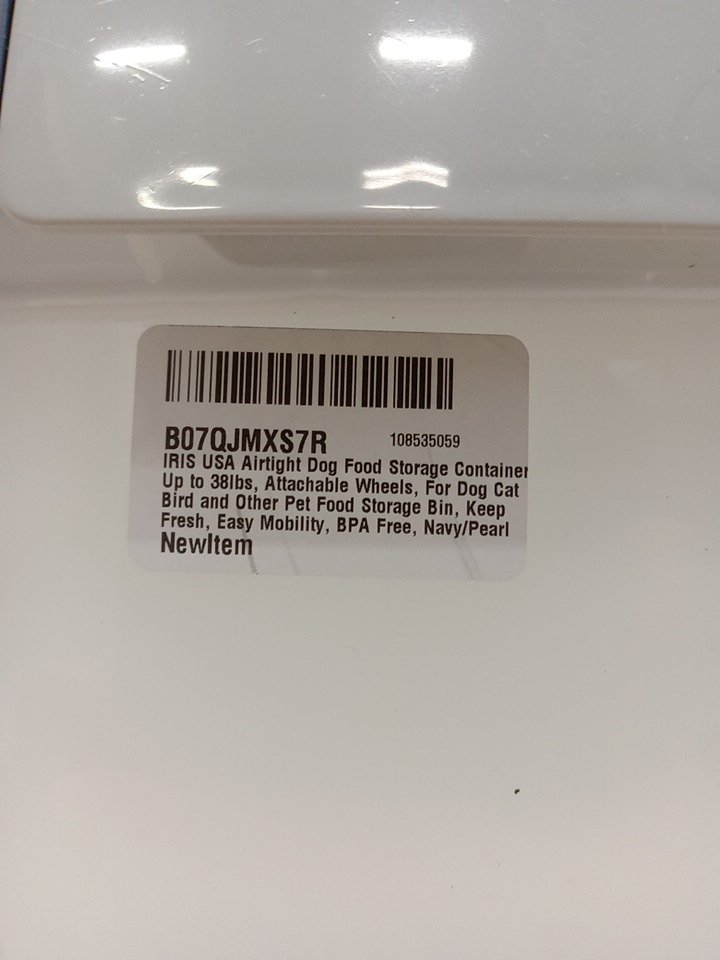 B07QJMXS7R 108535059
IRIS USA Airtight Dog Food Storage Container
Up to 38lbs, Attachable Wheels, For Dog Cat
Bird and Other Pet Food Storage Bin, Keep
Fresh, Easy Mobility, BPA Free, Navy/Pearl
NewItem